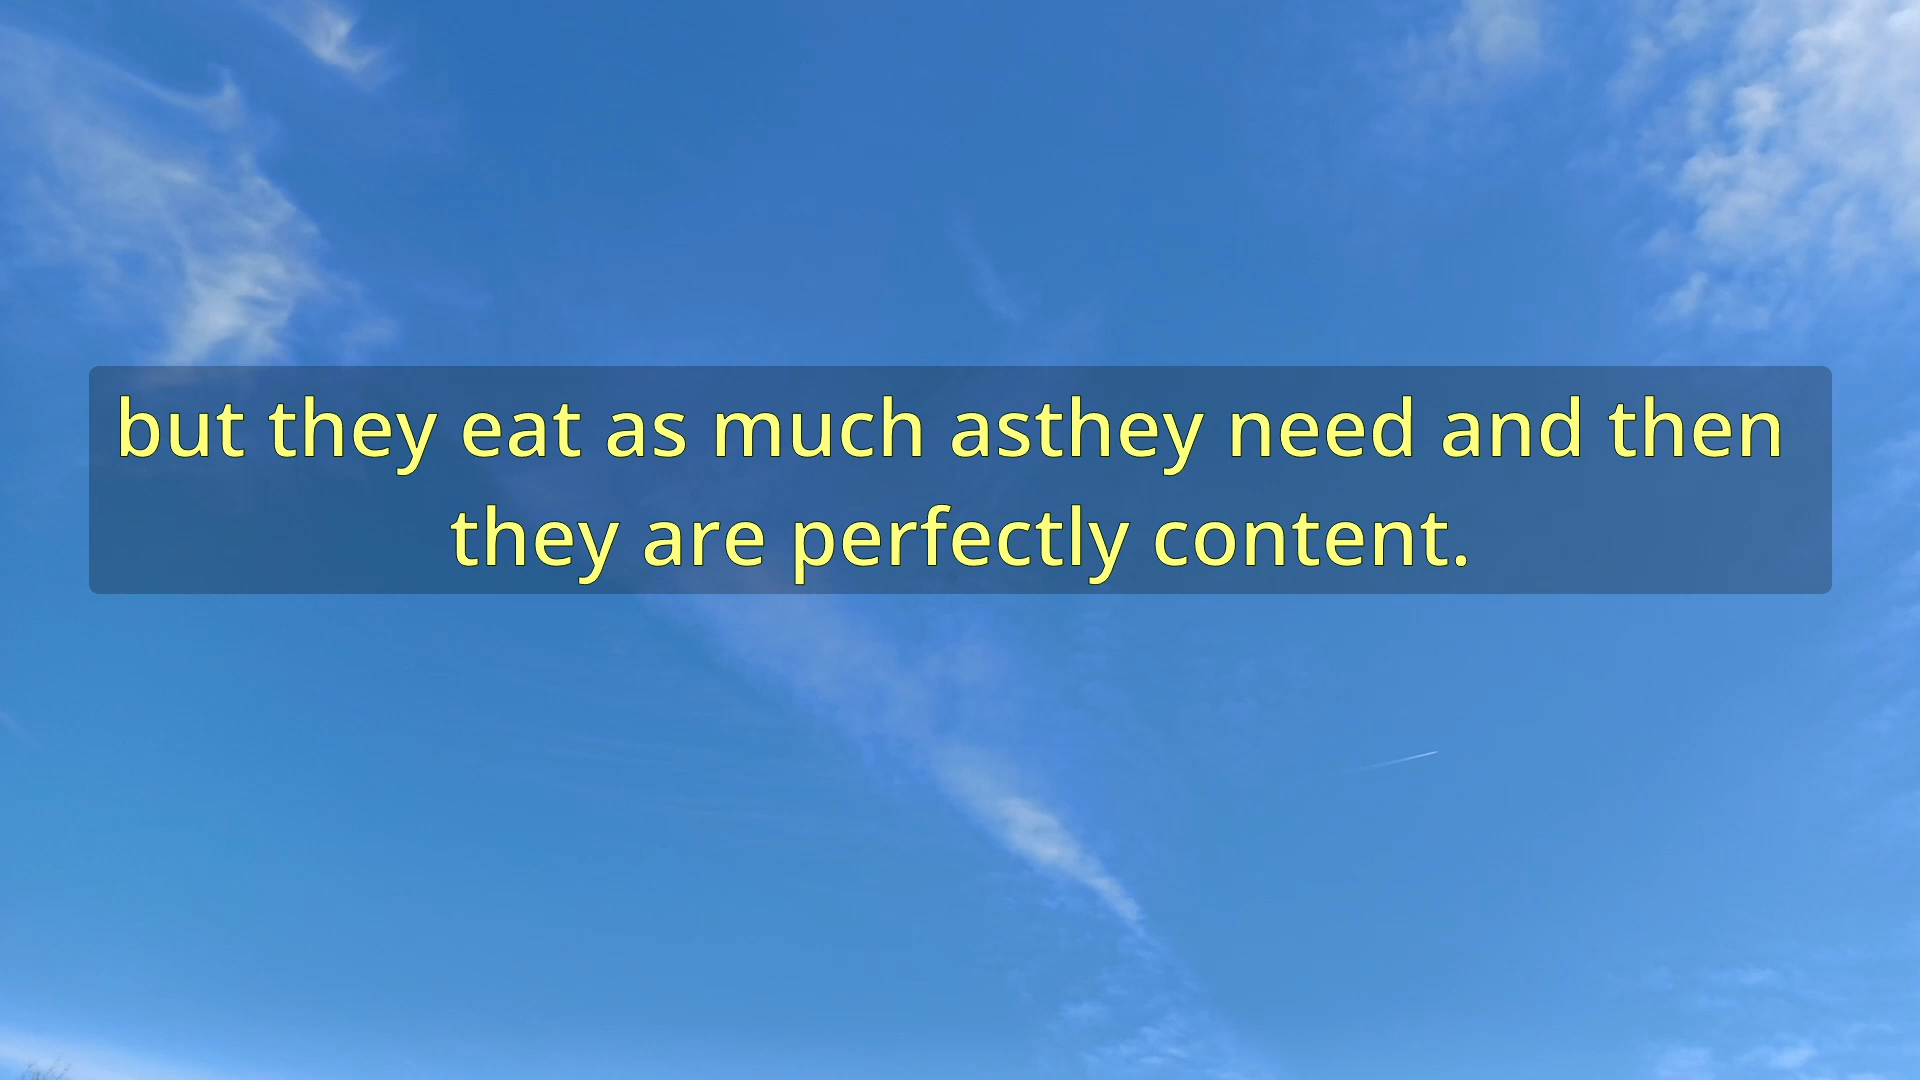 but they eat as much asthey need and then
they are perfectly content.